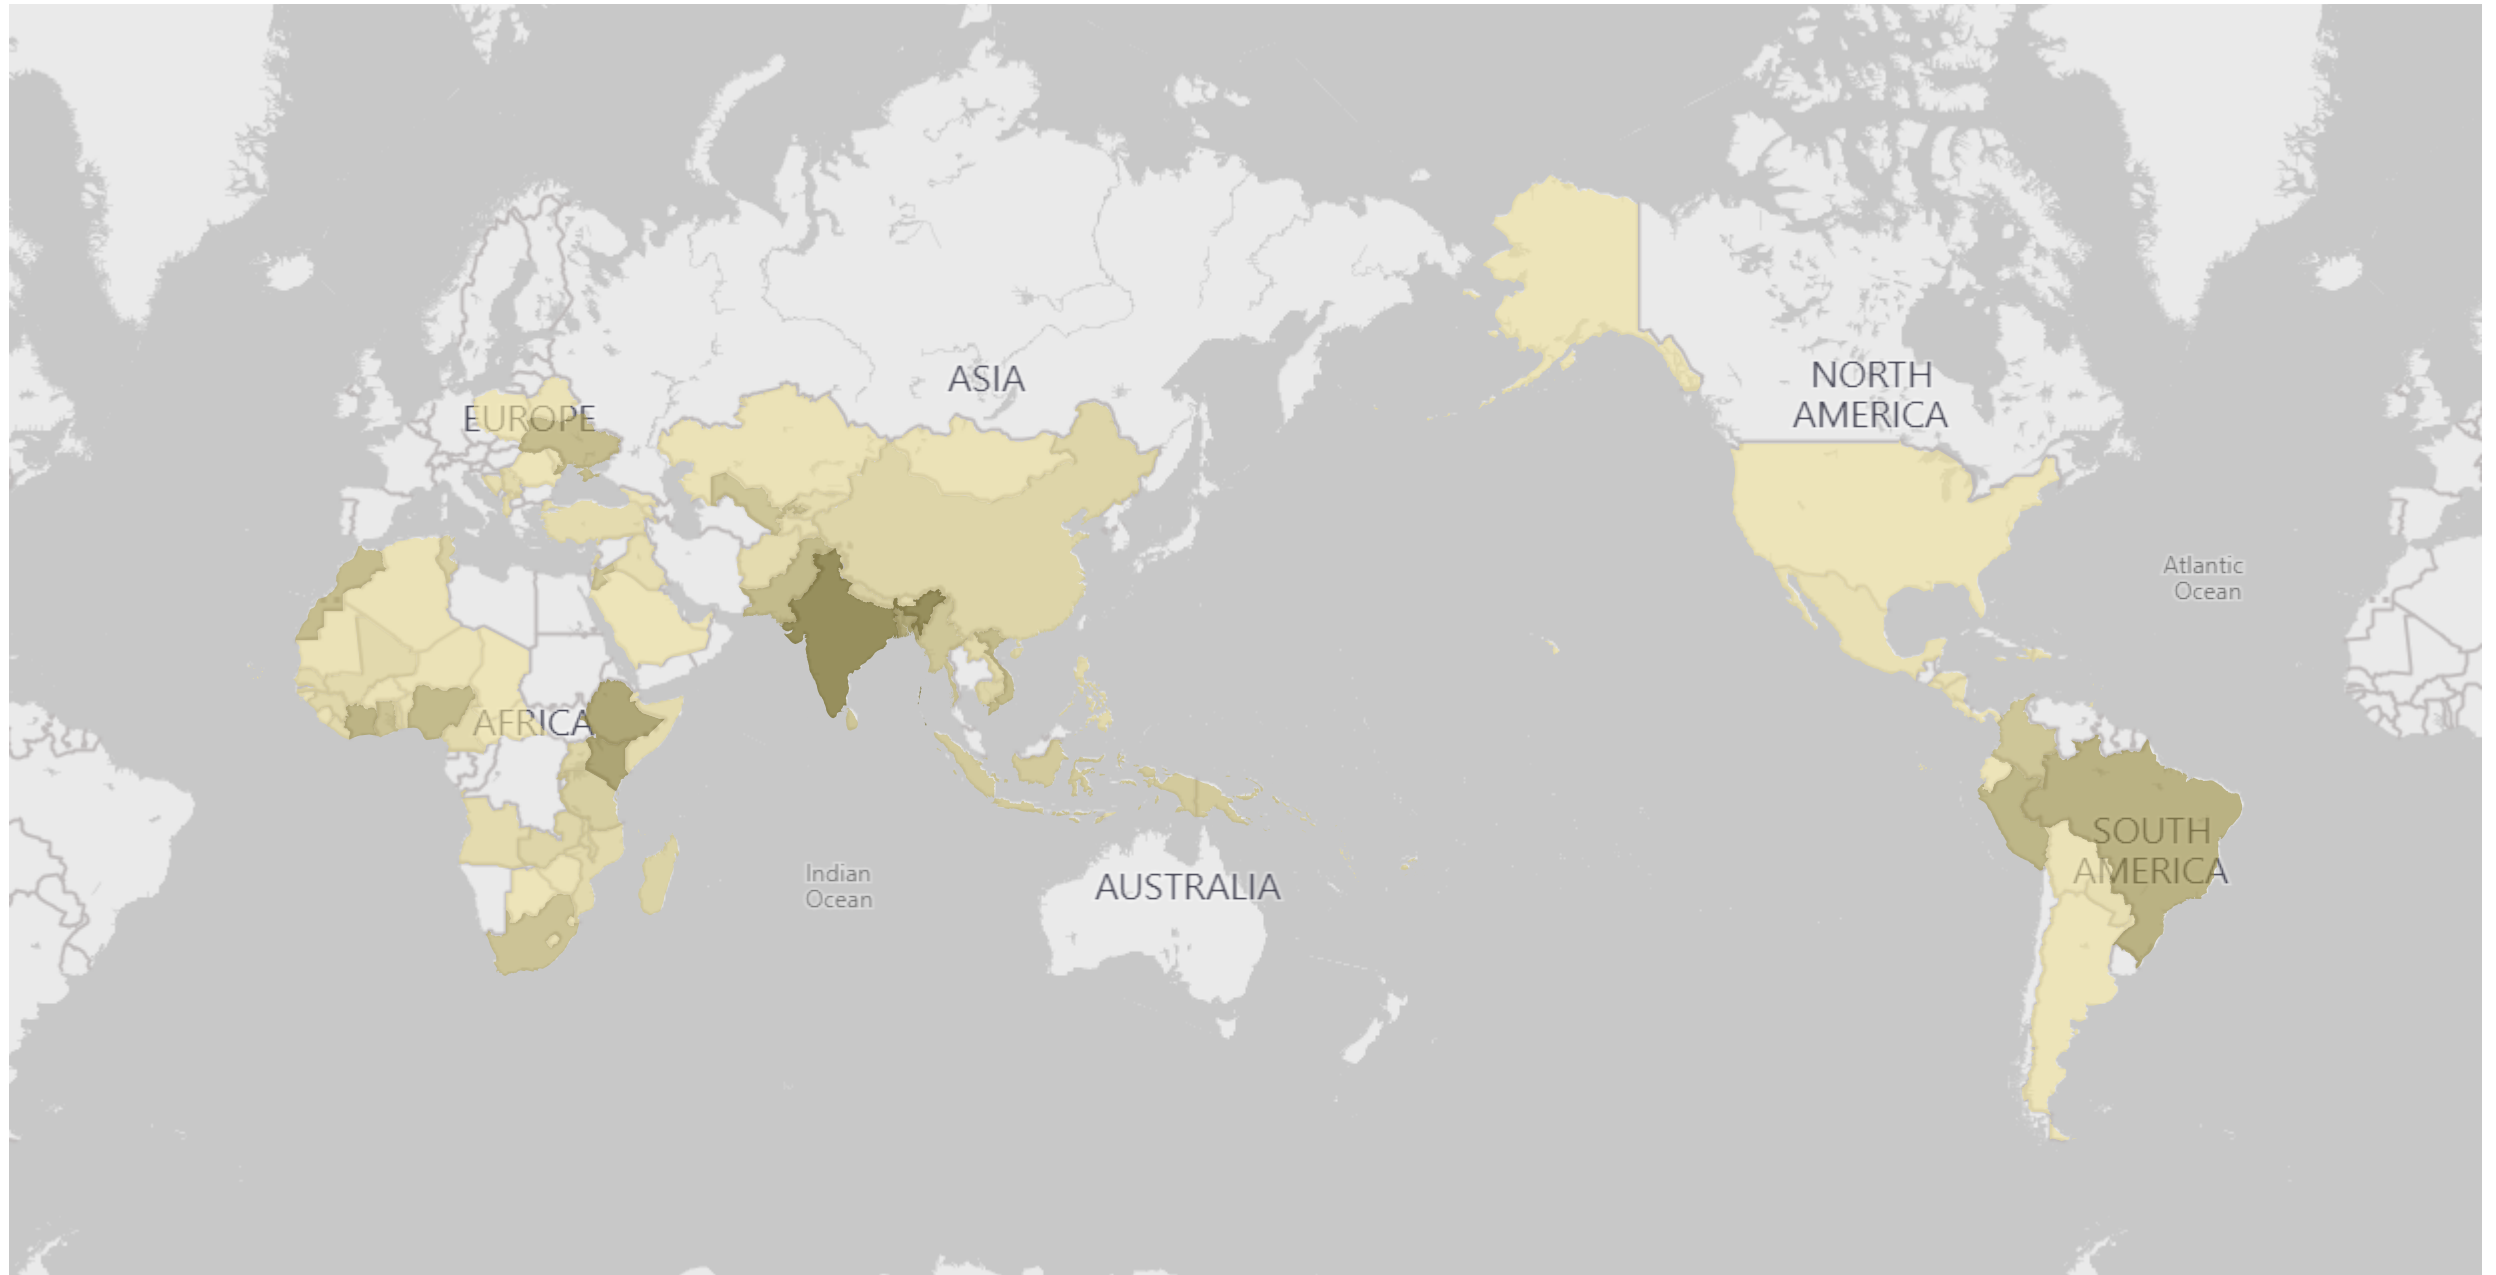 ASIA
NORTH
AMERICA
EUROPE
Atlantic
Ocean
AFRICA
SOUTH
AMERICA
Indian
Ocean
AUSTRALIA